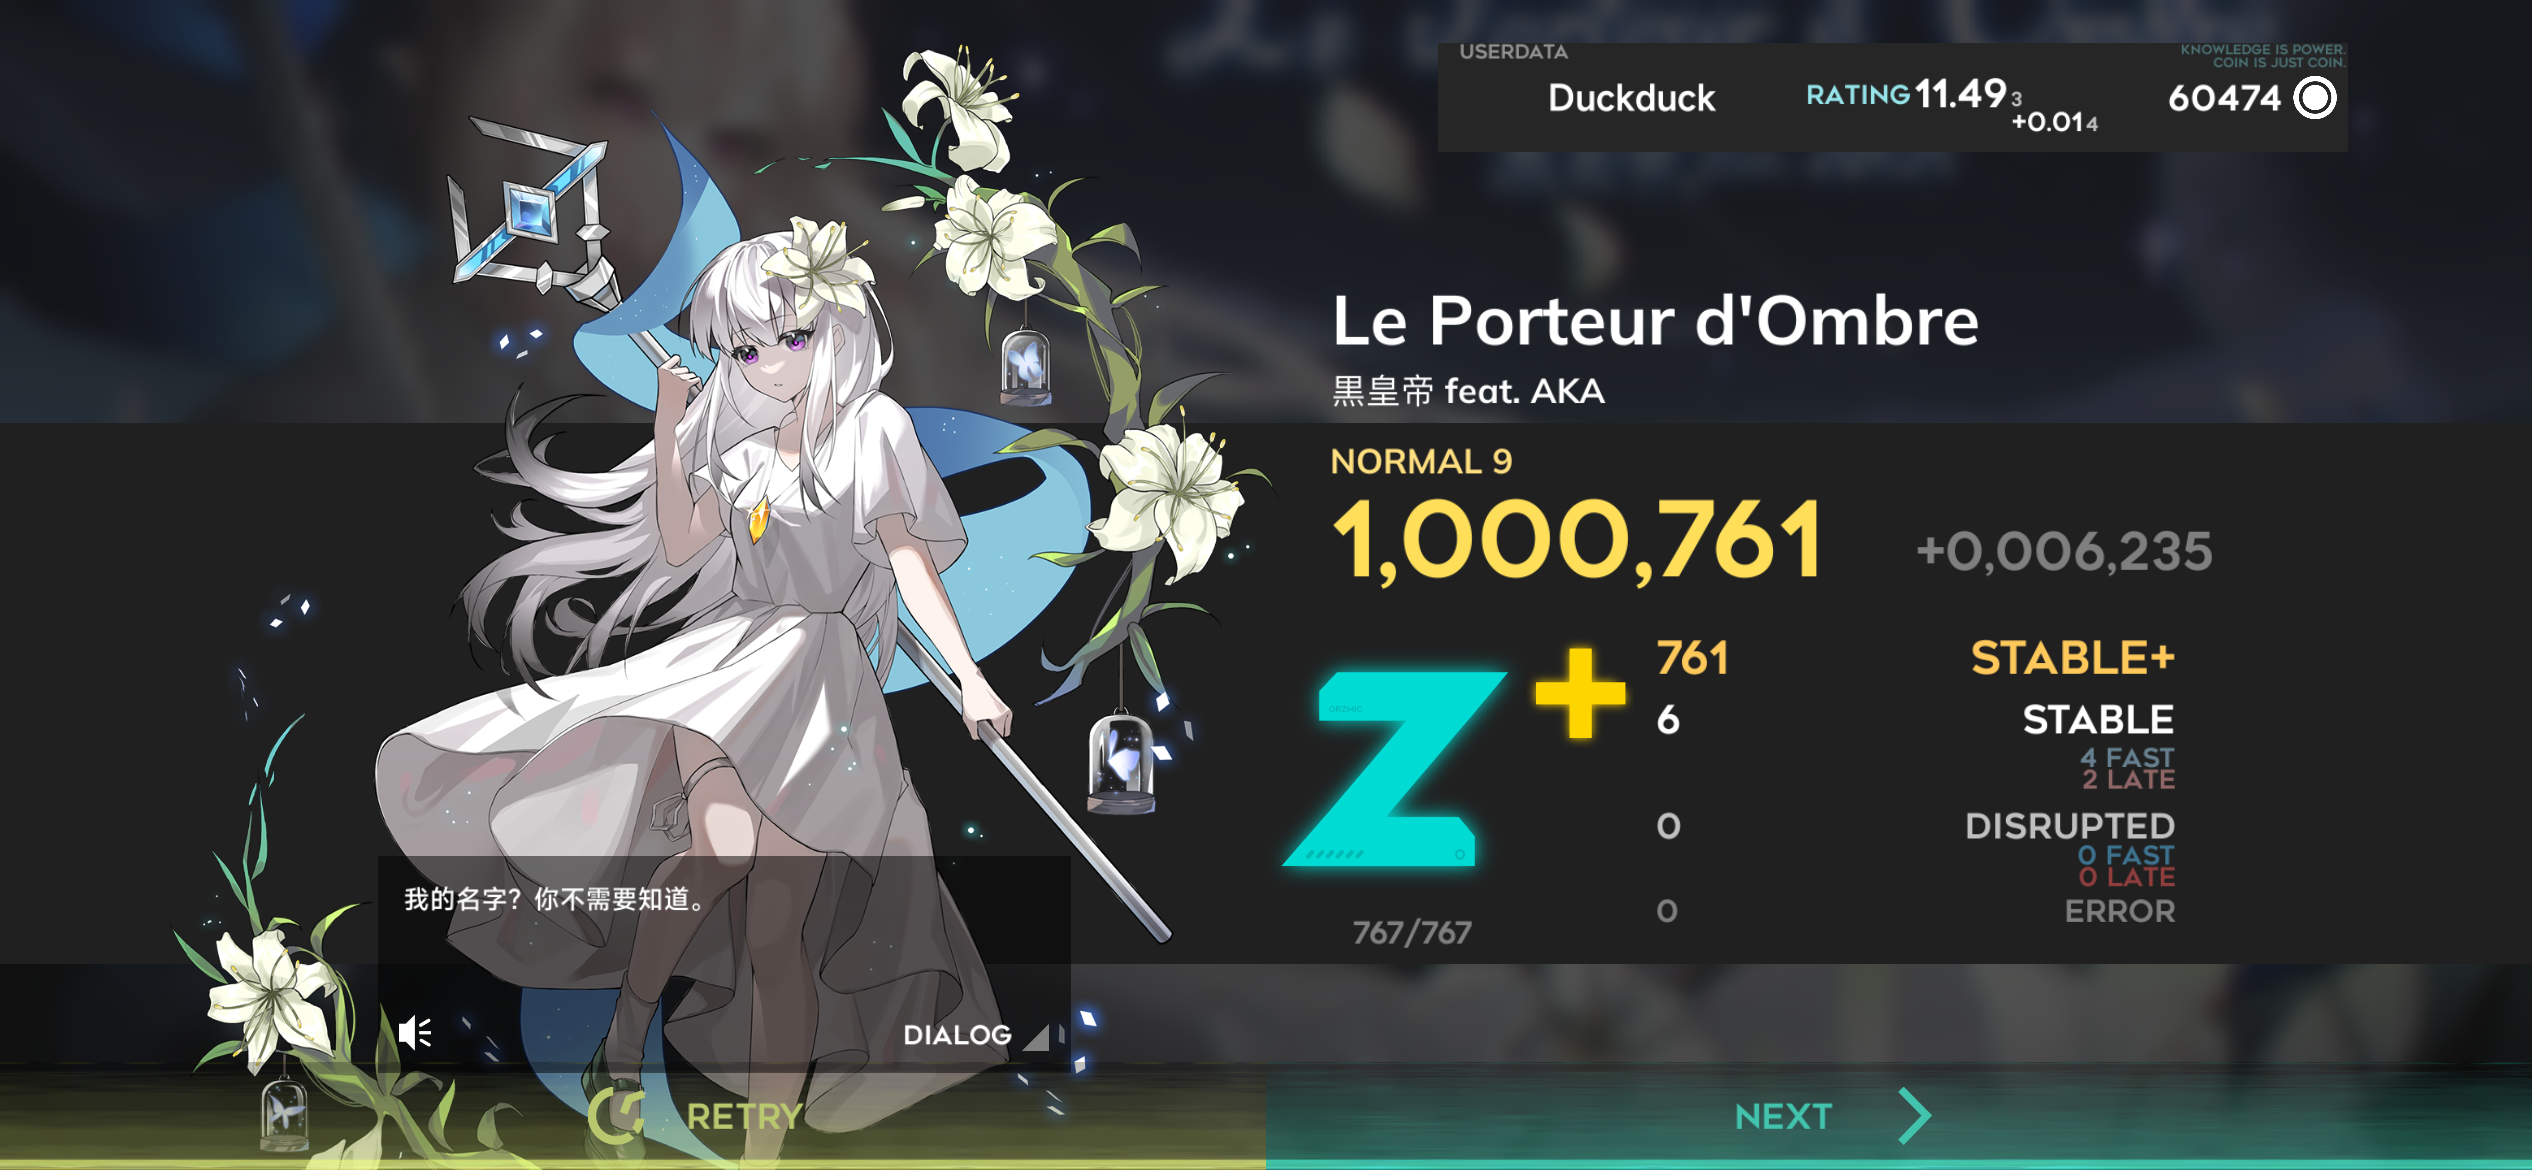 USERDATA
KNOWLEDGE IS POWER.
COIN IS JUST COIN.
Duckduck
RATING 11.493
+0.014
60474
Le Porteur d'Ombre
黒皇帝 feat. AKA
NORMAL 9
1,000,761
+0,006,235
Z+
ORZMIC
761 STABLE+
6 STABLE
4 FAST
2 LATE
0 DISRUPTED
0 FAST
0 LATE
0 ERROR
767/767
我的名字？你不需要知道。
DIALOG
RETRY
NEXT